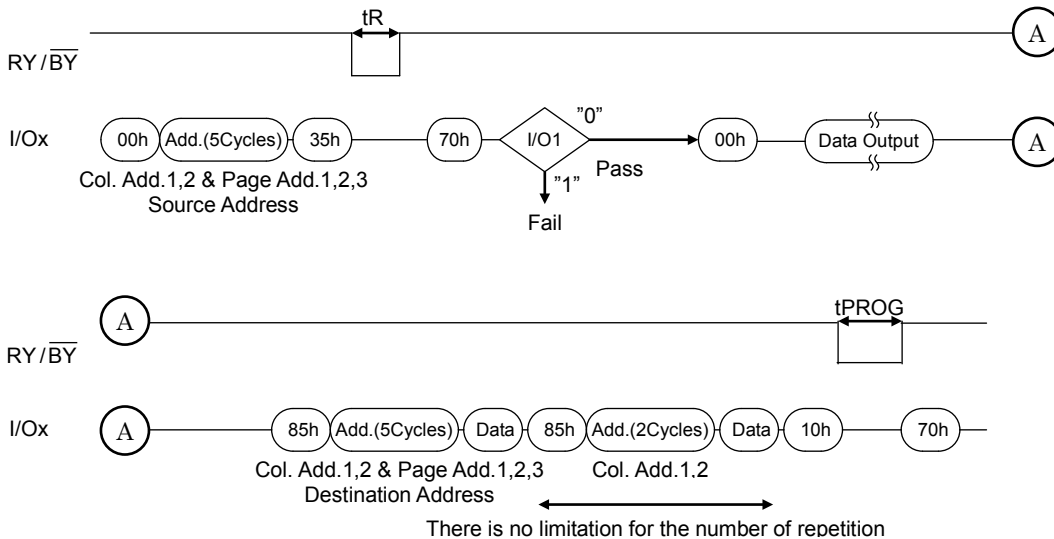 tR
A
RY/BY
I/Ox 00h Add.(5Cycles) 35h 70h I/O1 "0" 00h Data Output A
Pass
"1"
Col. Add.1,2 & Page Add.1,2,3
Source Address
Fail
A
tPROG
RY/BY
I/Ox A 85h Add.(5Cycles) Data 85h Add.(2Cycles) Data 10h 70h
Col. Add.1,2 & Page Add.1,2,3 Col. Add.1,2
Destination Address
There is no limitation for the number of repetition